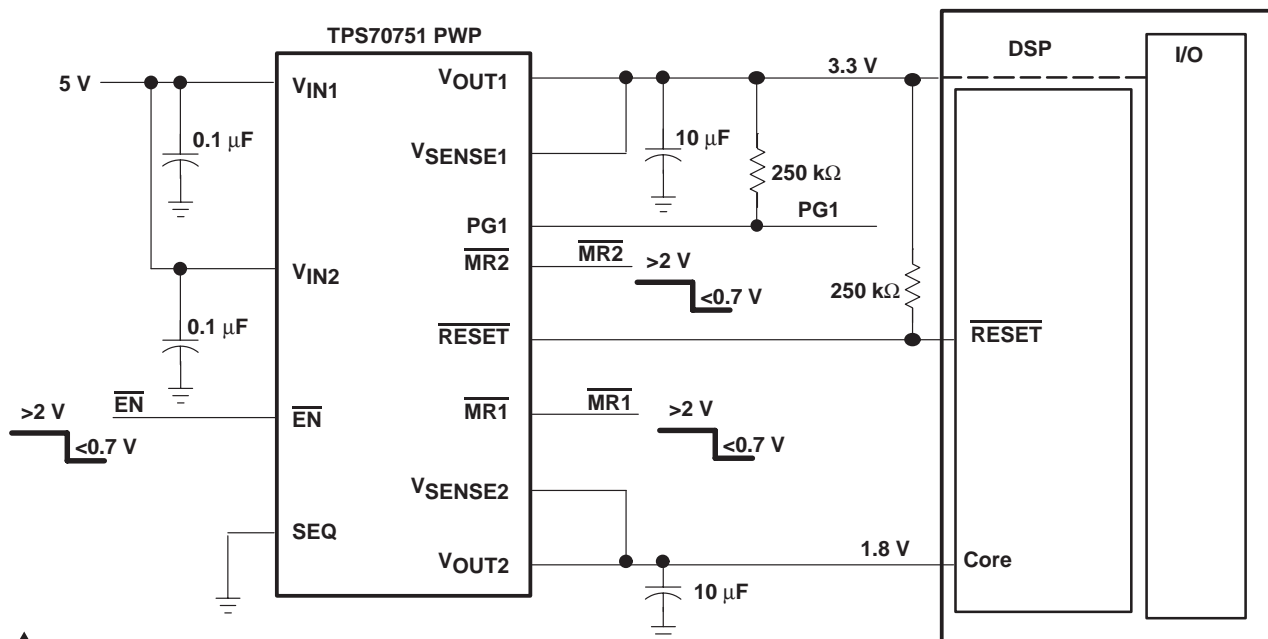 TPS70751 PWP
DSP
I/O
5 V
VIN1
VOUT1
3.3 V
0.1 μF
VSENSE1
10 μF
250 kΩ
PG1
PG1
MR2
MR2
>2 V
<0.7 V
VIN2
250 kΩ
0.1 μF
RESET
RESET
>2 V
<0.7 V
EN
EN
MR1
MR1
>2 V
<0.7 V
VSENSE2
SEQ
VOUT2
1.8 V
Core
10 μF